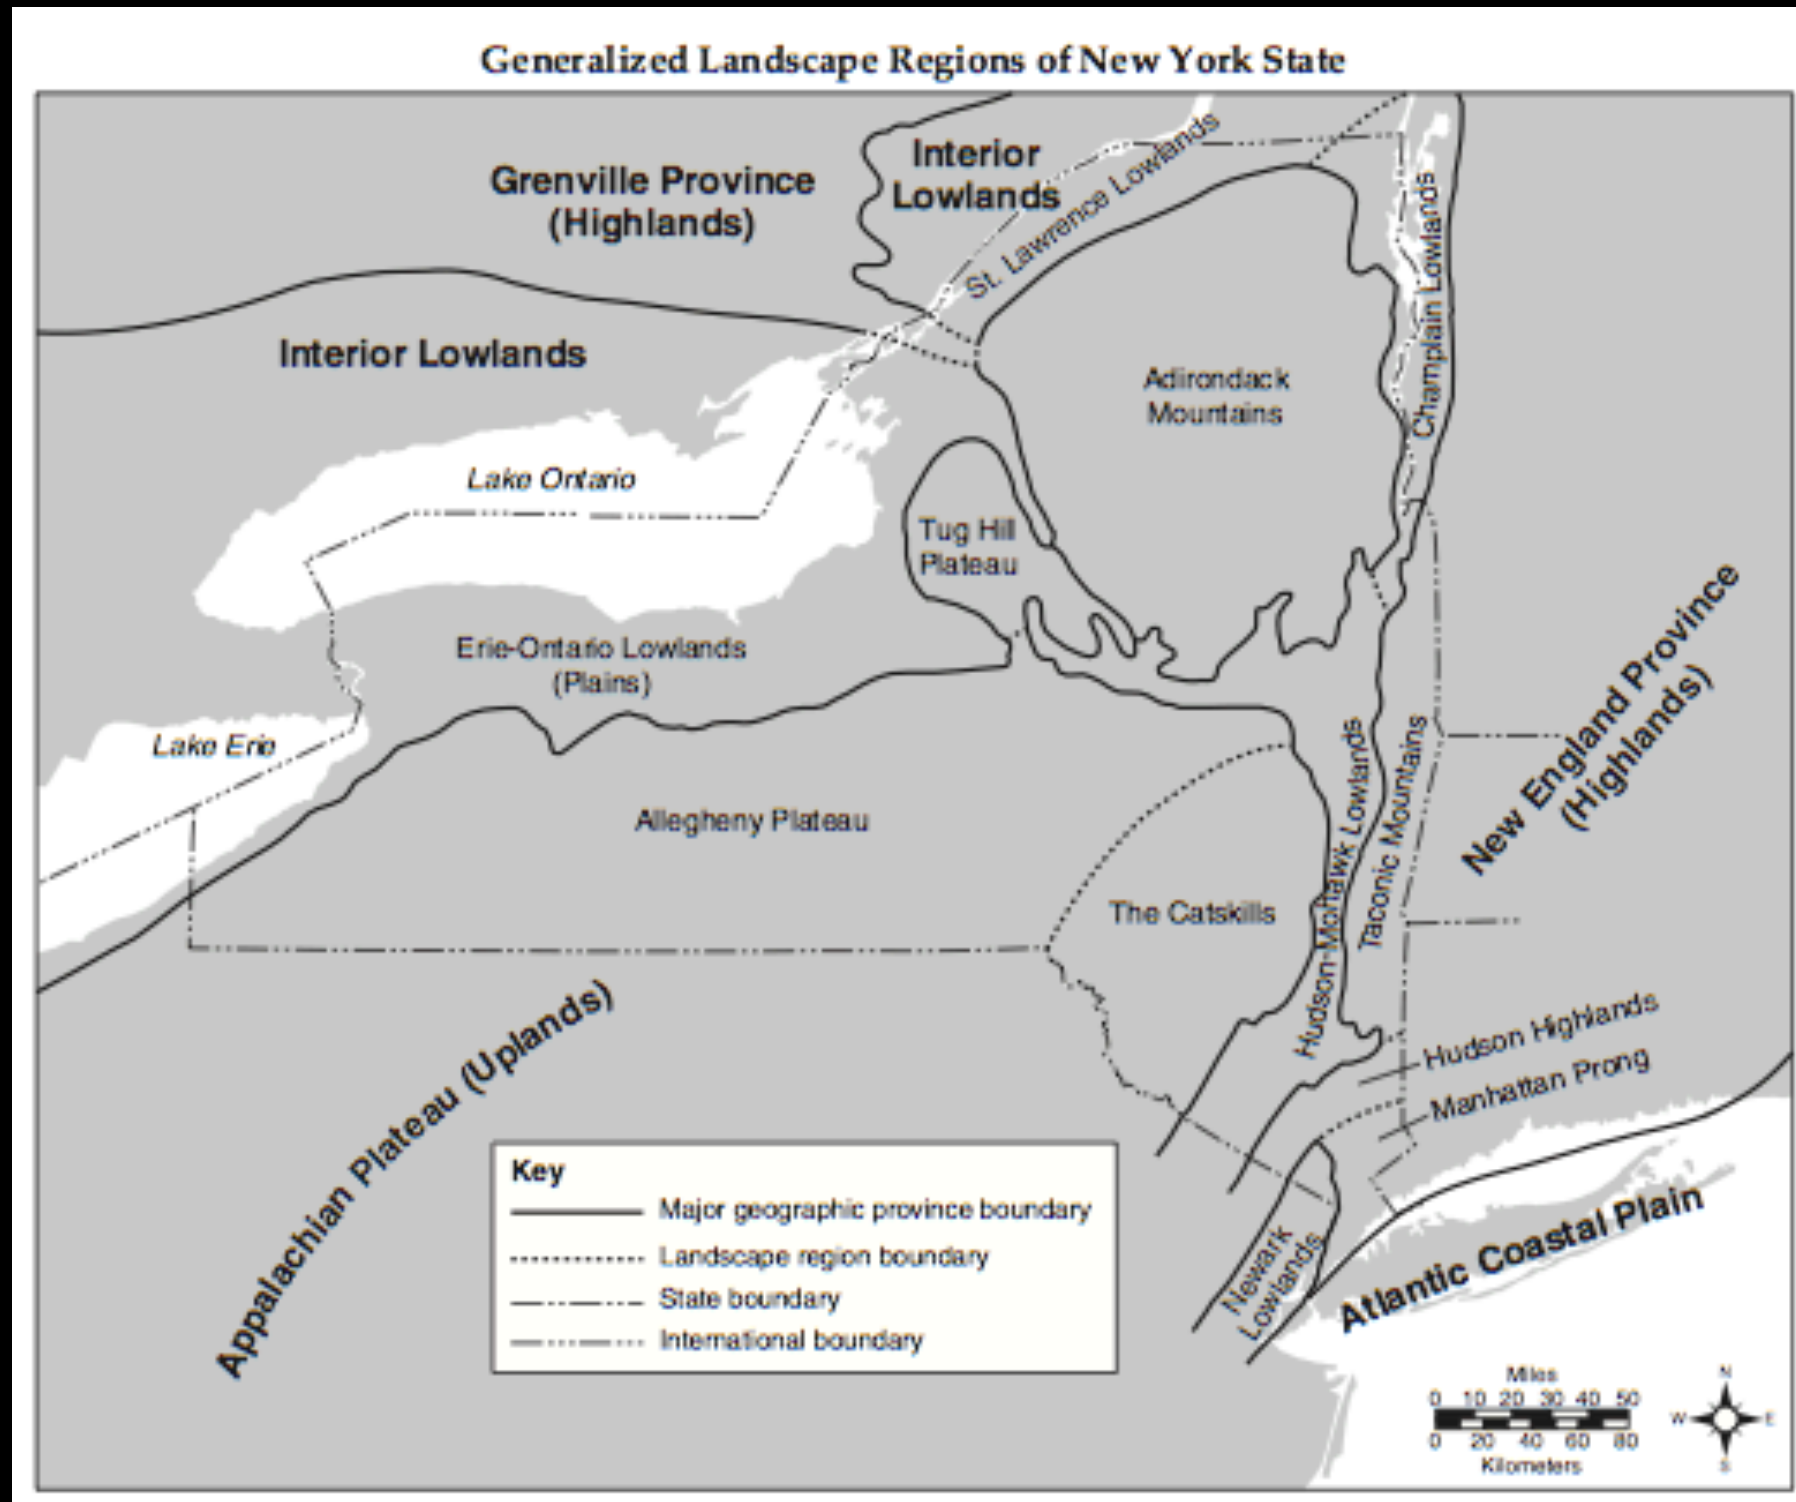 Generalized Landscape Regions of New York State
Grenville Province
(Highlands)
Interior
Lowlands
St. Lawrence Lowlands
Champlain Lowlands
Interior Lowlands
Adirondack
Mountains
Lake Ontario
Tug Hill
Plateau
Erie-Ontario Lowlands
(Plains)
Lake Erie
Allegheny Plateau
The Catskills
Hudson-Mohawk Lowlands
Taconic Mountains
New England Province
(Highlands)
Appalachian Plateau (Uplands)
Hudson Highlands
Manhattan Prong
Newark
Lowlands
Atlantic Coastal Plain
Key
Major geographic province boundary
Landscape region boundary
State boundary
International boundary
Miles
0 10 20 30 40 50
0 20 40 60 80
Kilometers
N
W E
S